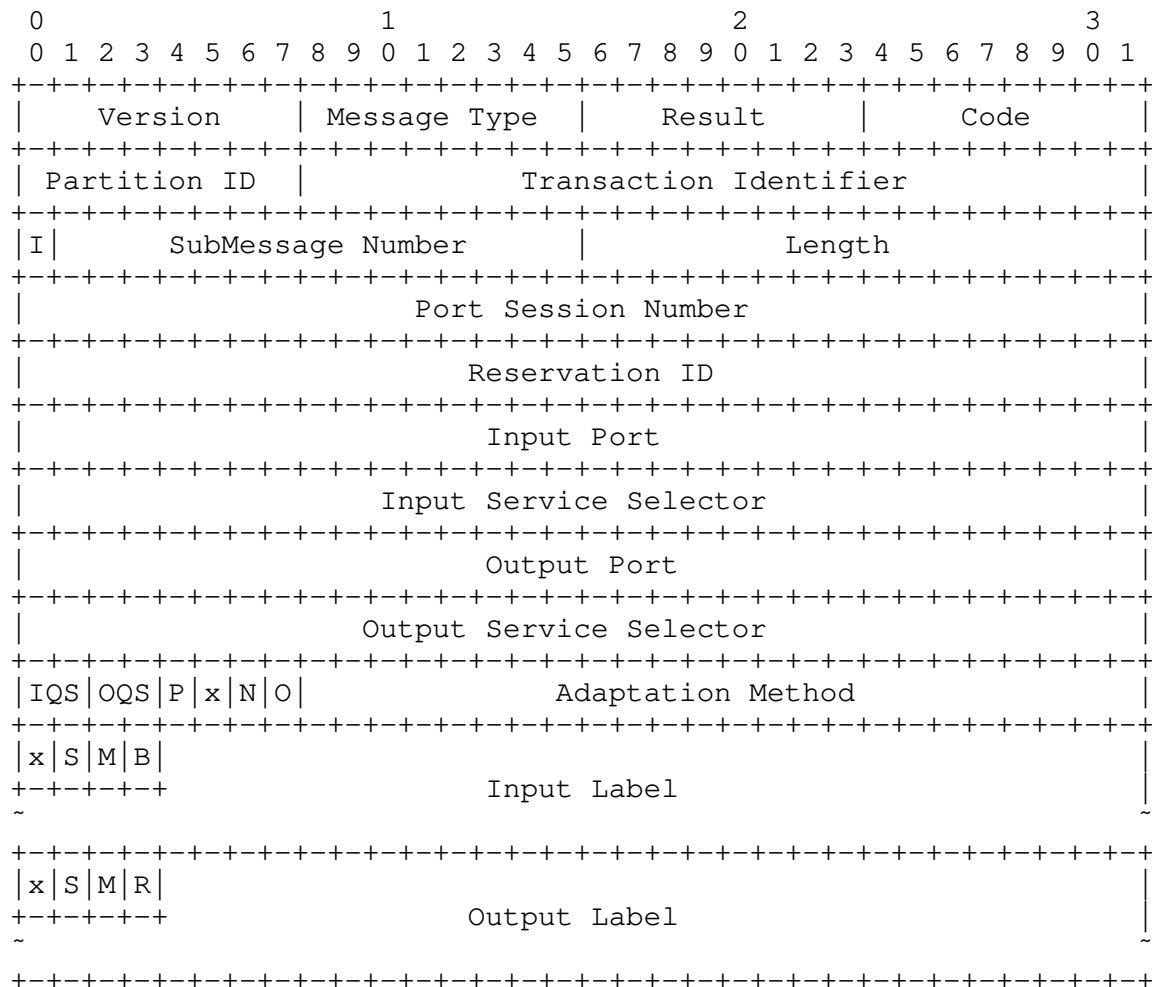 0                   1                   2                   3
 0 1 2 3 4 5 6 7 8 9 0 1 2 3 4 5 6 7 8 9 0 1 2 3 4 5 6 7 8 9 0 1
+-+-+-+-+-+-+-+-+-+-+-+-+-+-+-+-+-+-+-+-+-+-+-+-+-+-+-+-+-+-+-+-+
|    Version    | Message Type  |    Result     |     Code      |
+-+-+-+-+-+-+-+-+-+-+-+-+-+-+-+-+-+-+-+-+-+-+-+-+-+-+-+-+-+-+-+-+
| Partition ID  |            Transaction Identifier             |
+-+-+-+-+-+-+-+-+-+-+-+-+-+-+-+-+-+-+-+-+-+-+-+-+-+-+-+-+-+-+-+-+
|I|      SubMessage Number      |           Length              |
+-+-+-+-+-+-+-+-+-+-+-+-+-+-+-+-+-+-+-+-+-+-+-+-+-+-+-+-+-+-+-+-+
|                      Port Session Number                      |
+-+-+-+-+-+-+-+-+-+-+-+-+-+-+-+-+-+-+-+-+-+-+-+-+-+-+-+-+-+-+-+-+
|                         Reservation ID                        |
+-+-+-+-+-+-+-+-+-+-+-+-+-+-+-+-+-+-+-+-+-+-+-+-+-+-+-+-+-+-+-+-+
|                          Input Port                           |
+-+-+-+-+-+-+-+-+-+-+-+-+-+-+-+-+-+-+-+-+-+-+-+-+-+-+-+-+-+-+-+-+
|                    Input Service Selector                     |
+-+-+-+-+-+-+-+-+-+-+-+-+-+-+-+-+-+-+-+-+-+-+-+-+-+-+-+-+-+-+-+-+
|                          Output Port                          |
+-+-+-+-+-+-+-+-+-+-+-+-+-+-+-+-+-+-+-+-+-+-+-+-+-+-+-+-+-+-+-+-+
|                   Output Service Selector                     |
+-+-+-+-+-+-+-+-+-+-+-+-+-+-+-+-+-+-+-+-+-+-+-+-+-+-+-+-+-+-+-+-+
|IQS|OQS|P|x|N|O|              Adaptation Method                |
+-+-+-+-+-+-+-+-+-+-+-+-+-+-+-+-+-+-+-+-+-+-+-+-+-+-+-+-+-+-+-+-+
|x|S|M|B|                                                       |
+-+-+-+-+                  Input Label                          |
~                                                               ~
+-+-+-+-+-+-+-+-+-+-+-+-+-+-+-+-+-+-+-+-+-+-+-+-+-+-+-+-+-+-+-+-+
|x|S|M|R|                                                       |
+-+-+-+-+                 Output Label                          |
~                                                               ~
+-+-+-+-+-+-+-+-+-+-+-+-+-+-+-+-+-+-+-+-+-+-+-+-+-+-+-+-+-+-+-+-+